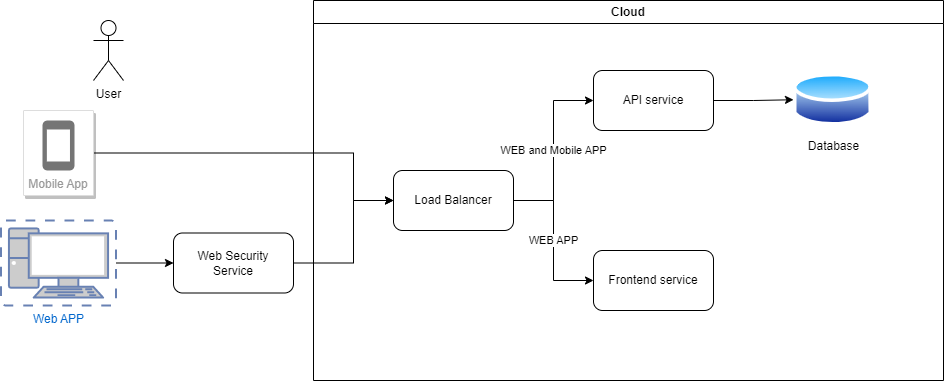 Cloud
User
API service
Database
WEB and Mobile APP
Mobile App
Load Balancer
WEB APP
Web Security
Service
Frontend service
Web APP